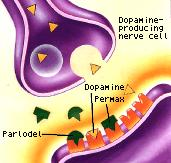 Dopamine-
producing
nerve cell
Dopamine
Permax
Parlodel